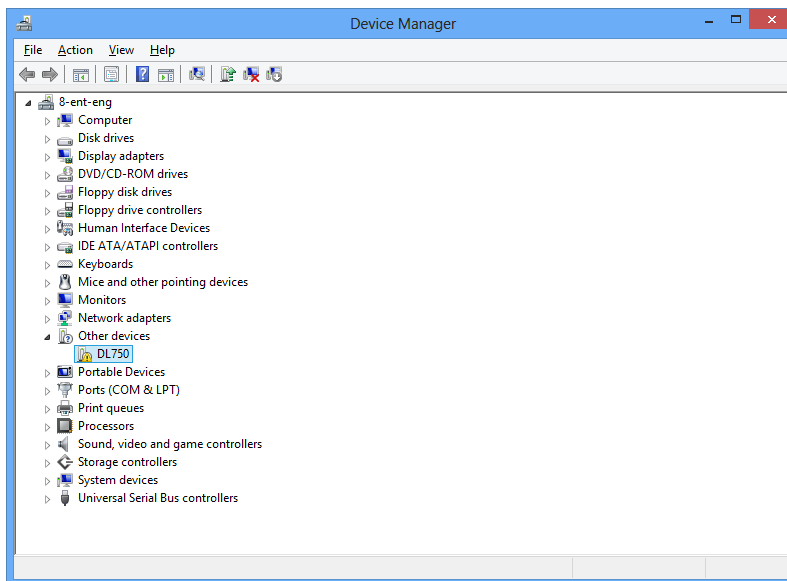 Device Manager
File Action View Help
8-ent-eng
Computer
Disk drives
Display adapters
DVD/CD-ROM drives
Floppy disk drives
Floppy drive controllers
Human Interface Devices
IDE ATA/ATAPI controllers
Keyboards
Mice and other pointing devices
Monitors
Network adapters
Other devices
DL750
Portable Devices
Ports (COM & LPT)
Print queues
Processors
Sound, video and game controllers
Storage controllers
System devices
Universal Serial Bus controllers